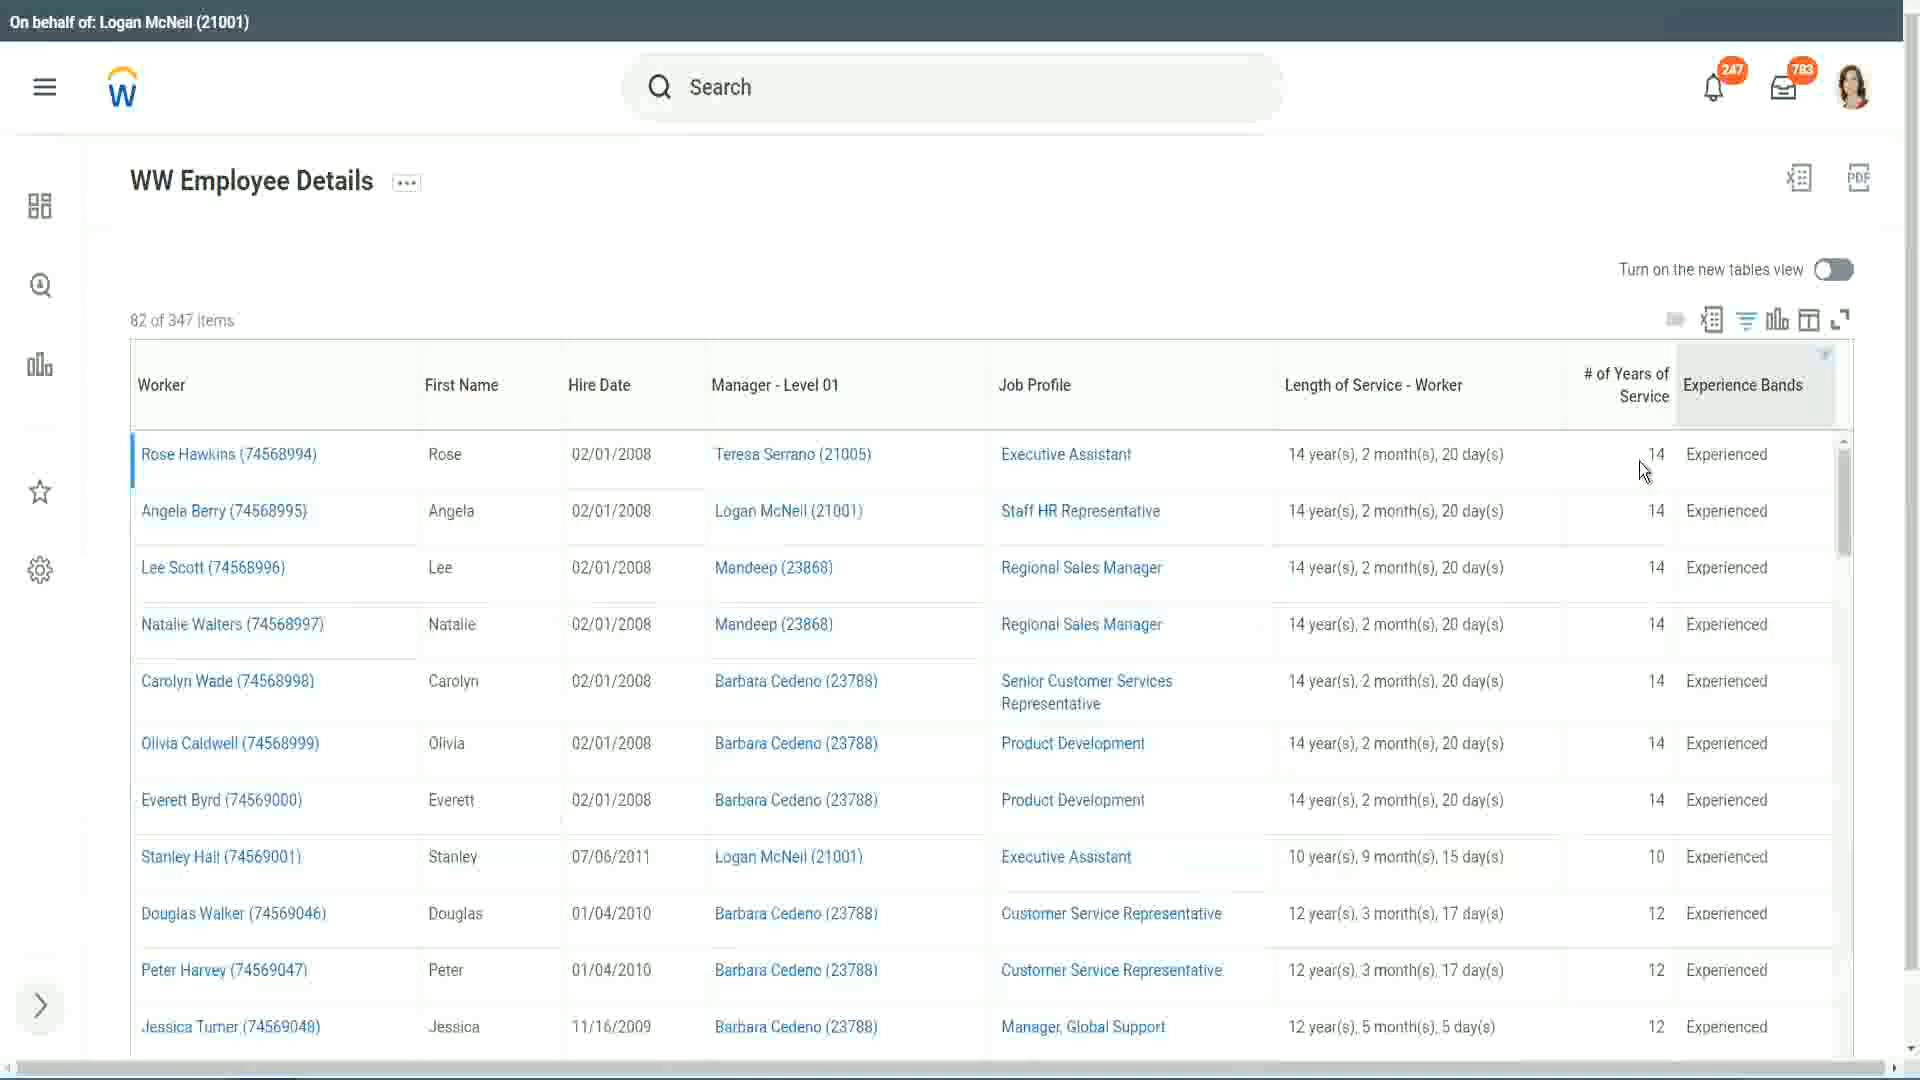 On behalf of: Logan McNeil (21001)
Search
247
783
WW Employee Details
PDF
Turn on the new tables view
82 of 347 items
Worker First Name Hire Date Manager - Level 01 Job Profile Length of Service - Worker # of Years of Service Experience Bands
Rose Hawkins (74568994) Rose 02/01/2008 Teresa Serrano (21005) Executive Assistant 14 year(s), 2 month(s), 20 day(s) 14 Experienced
Angela Berry (74568995) Angela 02/01/2008 Logan McNeil (21001) Staff HR Representative 14 year(s), 2 month(s), 20 day(s) 14 Experienced
Lee Scott (74568996) Lee 02/01/2008 Mandeep (23868) Regional Sales Manager 14 year(s), 2 month(s), 20 day(s) 14 Experienced
Natalie Walters (74568997) Natalie 02/01/2008 Mandeep (23868) Regional Sales Manager 14 year(s), 2 month(s), 20 day(s) 14 Experienced
Carolyn Wade (74568998) Carolyn 02/01/2008 Barbara Cedeno (23788) Senior Customer Services Representative 14 year(s), 2 month(s), 20 day(s) 14 Experienced
Olivia Caldwell (74568999) Olivia 02/01/2008 Barbara Cedeno (23788) Product Development 14 year(s), 2 month(s), 20 day(s) 14 Experienced
Everett Byrd (74569000) Everett 02/01/2008 Barbara Cedeno (23788) Product Development 14 year(s), 2 month(s), 20 day(s) 14 Experienced
Stanley Hall (74569001) Stanley 07/06/2011 Logan McNeil (21001) Executive Assistant 10 year(s), 9 month(s), 15 day(s) 10 Experienced
Douglas Walker (74569046) Douglas 01/04/2010 Barbara Cedeno (23788) Customer Service Representative 12 year(s), 3 month(s), 17 day(s) 12 Experienced
Peter Harvey (74569047) Peter 01/04/2010 Barbara Cedeno (23788) Customer Service Representative 12 year(s), 3 month(s), 17 day(s) 12 Experienced
Jessica Turner (74569048) Jessica 11/16/2009 Barbara Cedeno (23788) Manager, Global Support 12 year(s), 5 month(s), 5 day(s) 12 Experienced